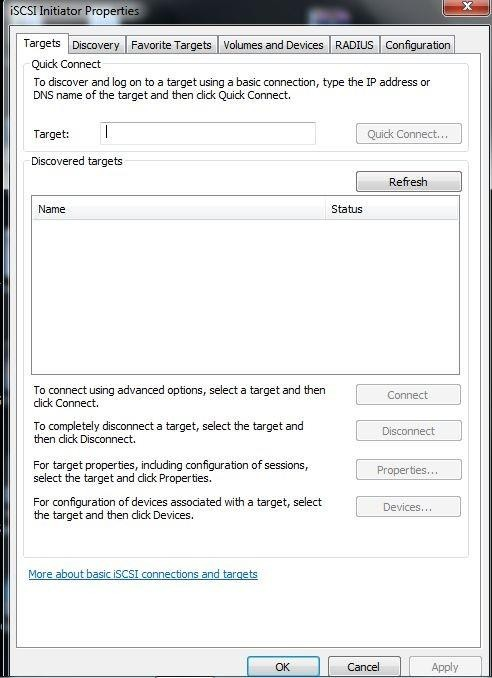 iSCSI Initiator Properties
Targets Discovery Favorite Targets Volumes and Devices RADIUS Configuration
Quick Connect
To discover and log on to a target using a basic connection, type the IP address or
DNS name of the target and then click Quick Connect.
Target: Quick Connect...
Discovered targets
Refresh
Name Status
To connect using advanced options, select a target and then
click Connect.
Connect
To completely disconnect a target, select the target and
then click Disconnect.
Disconnect
For target properties, including configuration of sessions,
select the target and click Properties.
Properties...
For configuration of devices associated with a target, select
the target and then click Devices.
Devices...
More about basic iSCSI connections and targets
OK Cancel Apply